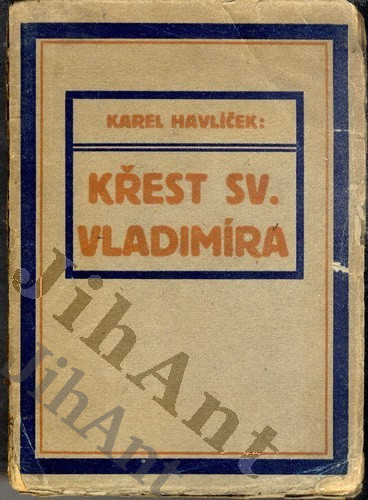 KAREL HAVLÍČEK:
KŘEST SV.
VLADIMÍRA
JihAnt
JihAnt